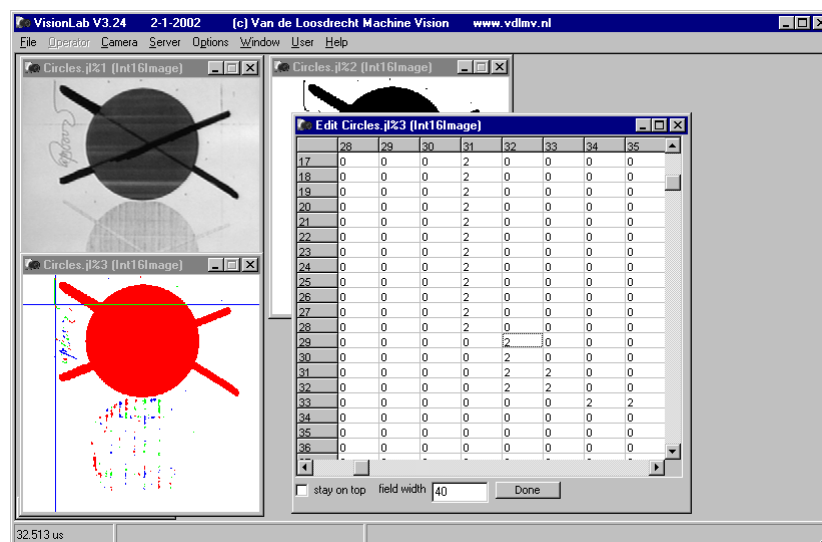 VisionLab V3.24 2-1-2002 (c) Van de Loosdrecht Machine Vision www.vdlmv.nl
File Operator Camera Server Options Window User Help
Circles.jl%1 (Int16Image)
Circles.jl%2 (Int16Image)
Edit Circles.jl%3 (Int16Image)
28 29 30 31 32 33 34 35
17 0 0 0 2 0 0 0 0
18 0 0 0 2 0 0 0 0
19 0 0 0 2 0 0 0 0
20 0 0 0 2 0 0 0 0
21 0 0 0 2 0 0 0 0
22 0 0 0 2 0 0 0 0
23 0 0 0 2 0 0 0 0
24 0 0 0 2 0 0 0 0
25 0 0 0 2 0 0 0 0
26 0 0 0 2 0 0 0 0
27 0 0 0 2 0 0 0 0
28 0 0 0 2 0 0 0 0
29 0 0 0 0 2 0 0 0
30 0 0 0 0 2 0 0 0
31 0 0 0 0 2 2 0 0
32 0 0 0 0 2 2 0 0
33 0 0 0 0 0 0 2 2
34 0 0 0 0 0 0 0 0
35 0 0 0 0 0 0 0 0
36 0 0 0 0 0 0 0 0
stay on top field width 40 Done
Circles.jl%3 (Int16Image)
32.513 us